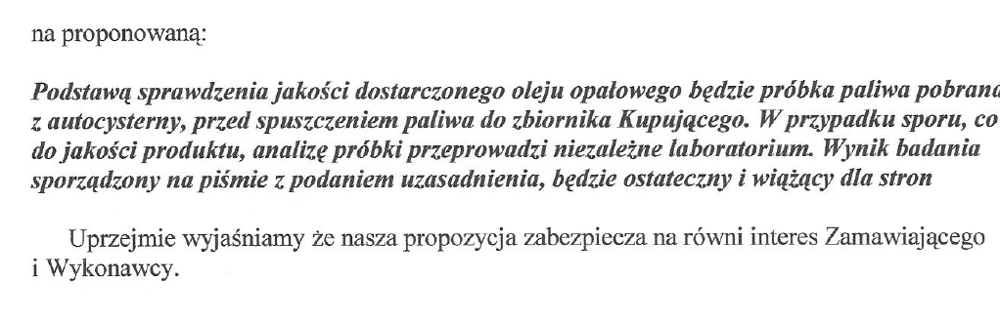 na proponowaną:
Podstawą sprawdzenia jakości dostarczonego oleju opałowego będzie próbka paliwa pobrana
z autocysterny, przed spuszczeniem paliwa do zbiornika Kupującego. W przypadku sporu, co
do jakości produktu, analizę próbki przeprowadzi niezależne laboratorium. Wynik badania
sporządzony na piśmie z podaniem uzasadnienia, będzie ostateczny i wiążący dla stron
Uprzejmie wyjaśniamy że nasza propozycja zabezpiecza na równi interes Zamawiającego
i Wykonawcy.